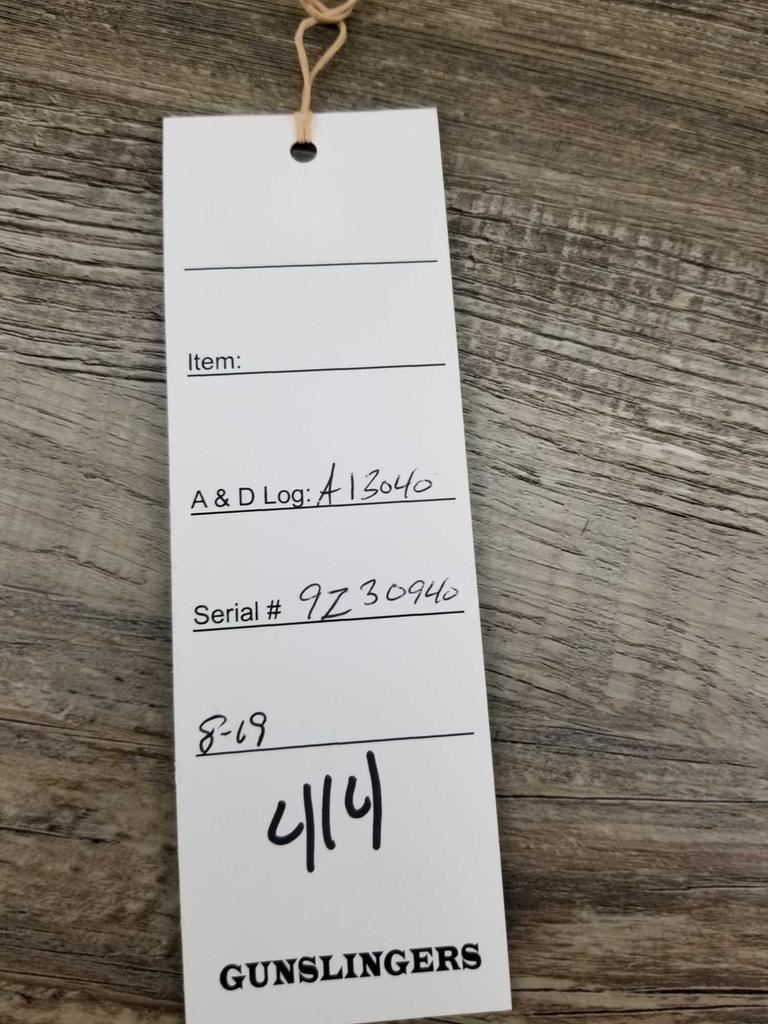 Item:
A & D Log: A13040
Serial # 9Z30940
8-19
414
GUNSLINGERS